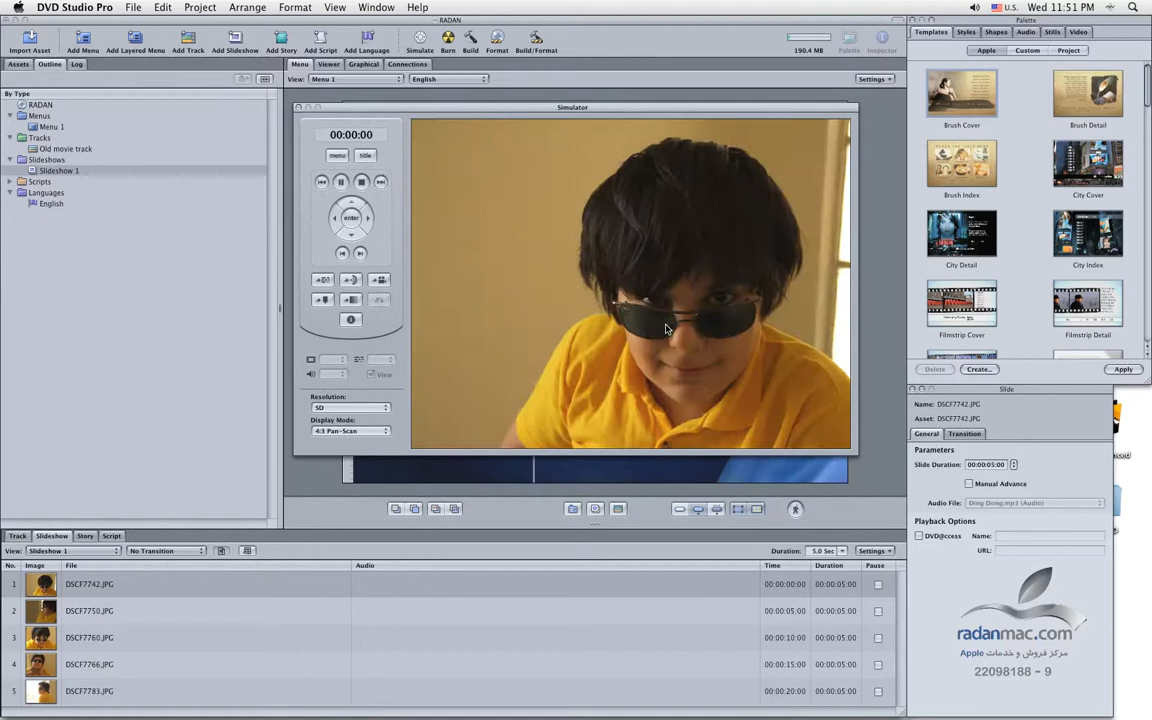 DVD Studio Pro File Edit Project Arrange Format View Window Help U.S. Wed 11:51 PM
RADAN
Palette
Import Asset Add Menu Add Layered Menu Add Track Add Slideshow Add Story Add Script Add Language Simulate Burn Build Format Build/Format 190.4 MB Palette Inspector
Templates Styles Shapes Audio Stills Video
Apple Custom Project
Assets Outline Log
Menu Viewer Graphical Connections
View: Menu 1 English Settings
By Type
RADAN
Menus
Menu 1
Tracks
Old movie track
Slideshows
Slideshow 1
Scripts
Languages
English
Simulator
00:00:00
menu title
enter
View
Resolution:
SD
Display Mode:
4:3 Pan-Scan
Brush Cover Brush Detail
Brush Index City Cover
City Detail City Index
Filmstrip Cover Filmstrip Detail
Delete Create... Apply
Slide
Name: DSCF7742.JPG
Asset: DSCF7742.JPG
General Transition
Parameters
Slide Duration: 00:00:05:00
Manual Advance
Audio File: Ding Dong.mp3 (Audio)
Playback Options
DVD@ccess Name:
URL:
radanmac.com
مرکز فروش و خدمات Apple
22098188 - 9
Track Slideshow Story Script
View: Slideshow 1 No Transition Duration: 5.0 Sec Settings
No. Image File Audio Time Duration Pause
1 DSCF7742.JPG 00:00:00:00 00:00:05:00
2 DSCF7750.JPG 00:00:05:00 00:00:05:00
3 DSCF7760.JPG 00:00:10:00 00:00:05:00
4 DSCF7766.JPG 00:00:15:00 00:00:05:00
5 DSCF7783.JPG 00:00:20:00 00:00:05:00